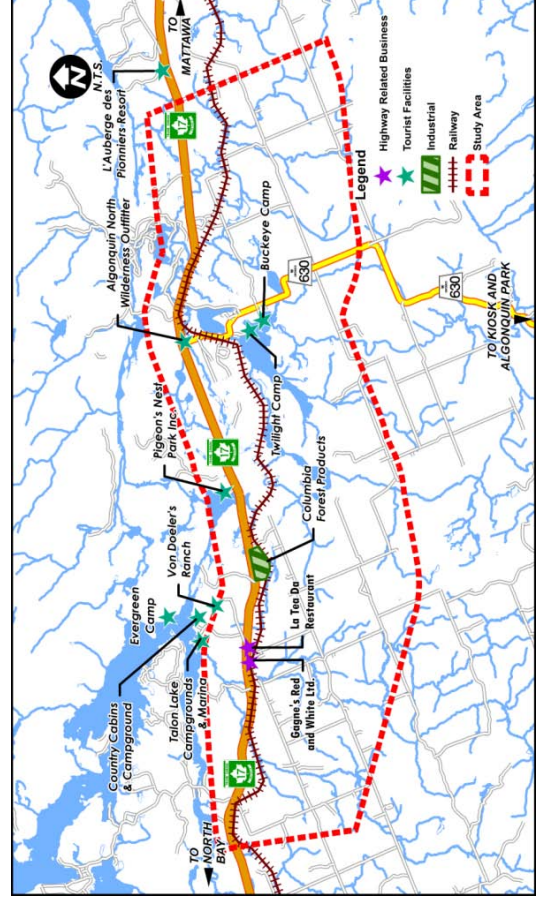 TO
NORTH
BAY
17
Country Cabins
& Campground
Talon Lake
Campgrounds
& Marina
Evergreen
Camp
Von Doeler's
Ranch
Gagne's Red
and White Ltd.
La Tea Da
Restaurant
Columbia
Forest Products
Pigeon's Nest
Park Inc.
17
Algonquin North
Wilderness Outfitter
Twilight Camp
Buckeye Camp
L'Auberge des
Pionniers Resort
17
N
N.T.S.
TO
MATTAWA
630
630
TO KIOSK AND
ALGONQUIN PARK
Legend
Highway Related Business
Tourist Facilities
Industrial
Railway
Study Area